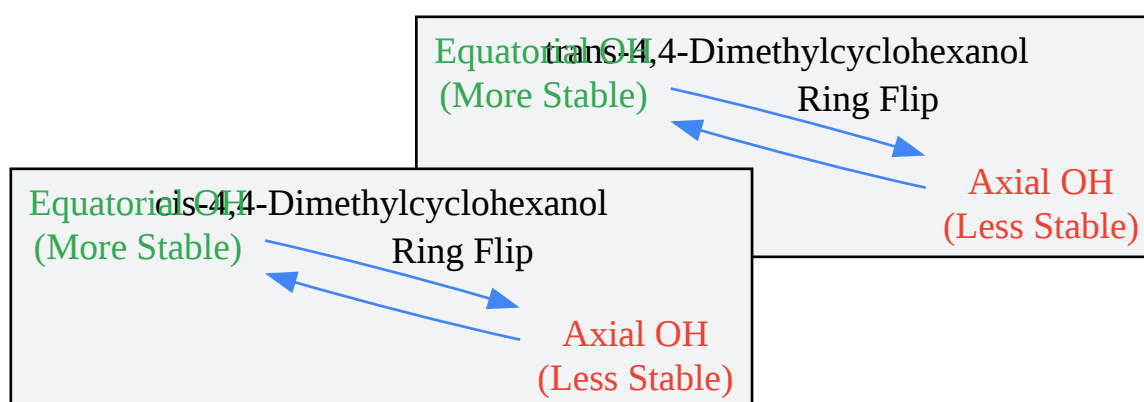 trans-4,4-Dimethylcyclohexanol
Equatorial OH
(More Stable)
Ring Flip
Axial OH
(Less Stable)
cis-4,4-Dimethylcyclohexanol
Equatorial OH
(More Stable)
Ring Flip
Axial OH
(Less Stable)